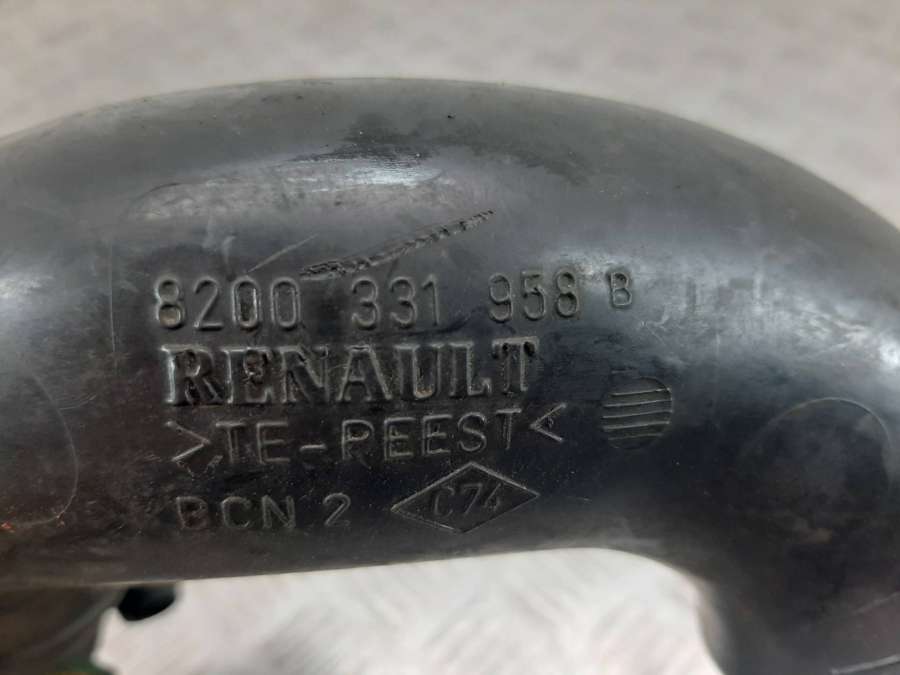 8200 331 958 B
RENAULT
>TE-PEEST<
BCN 2 C74